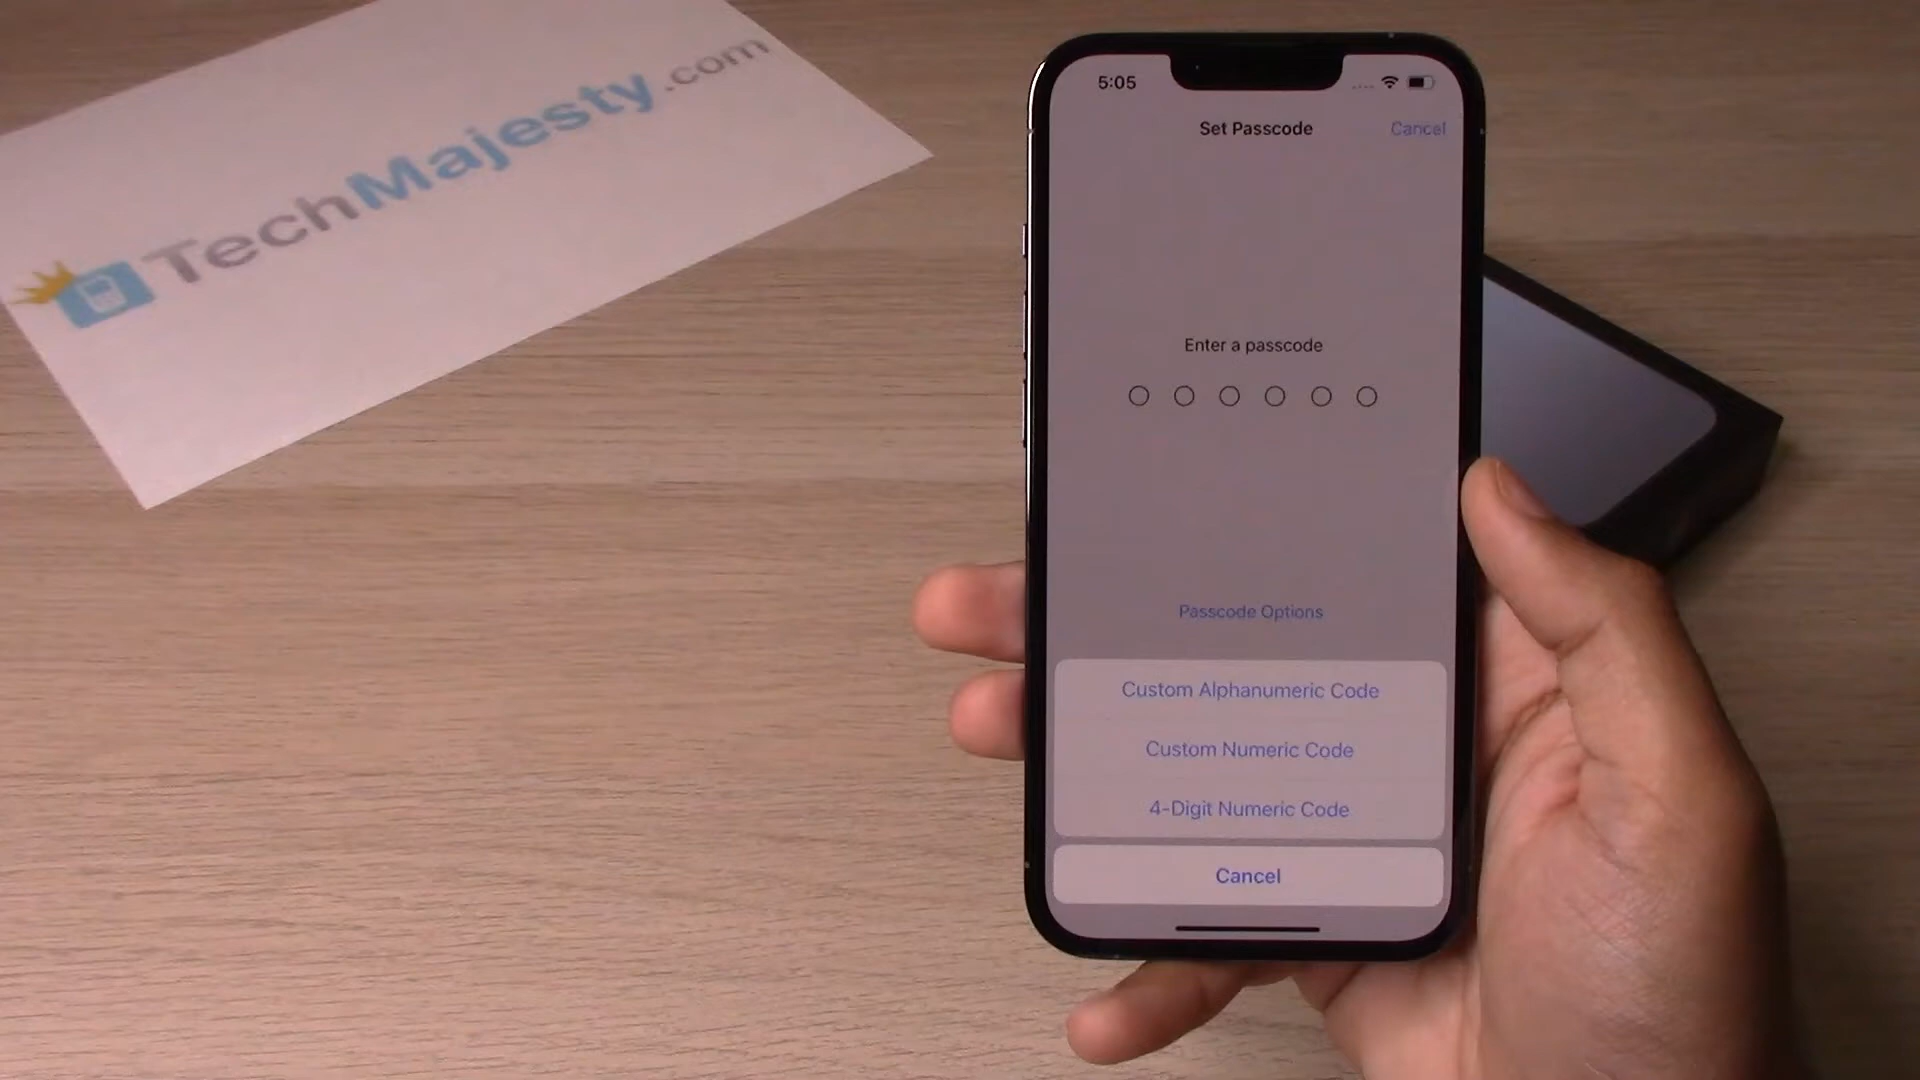 TechMajesty.com
5:05
Set Passcode
Cancel
Enter a passcode
Passcode Options
Custom Alphanumeric Code
Custom Numeric Code
4-Digit Numeric Code
Cancel